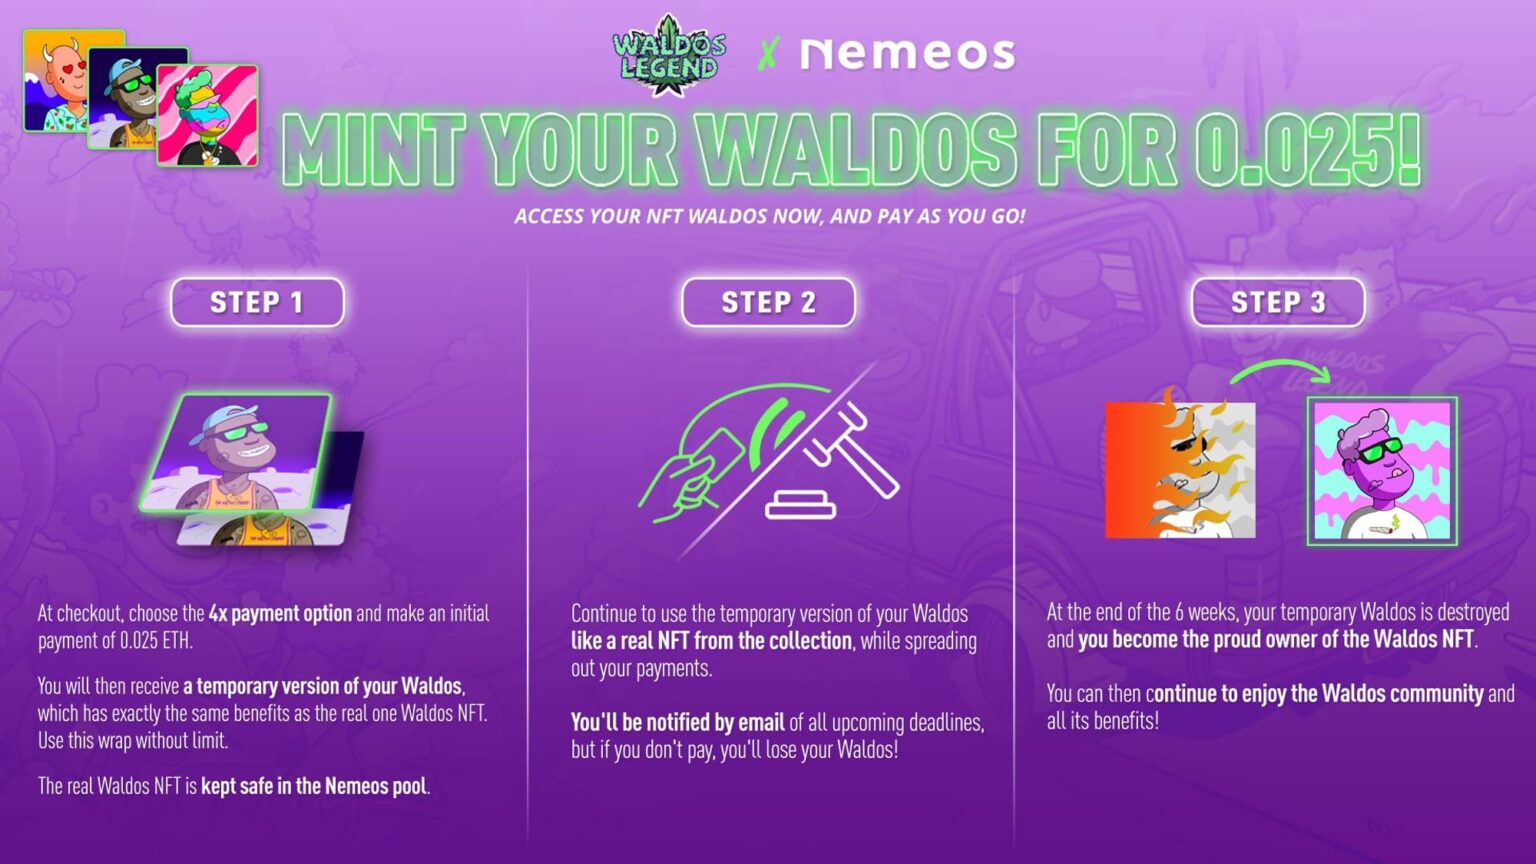 WALDOS
LEGEND
X nemeos
MINT YOUR WALDOS FOR 0.025!
ACCESS YOUR NFT WALDOS NOW, AND PAY AS YOU GO!
STEP 1
At checkout, choose the 4x payment option and make an initial
payment of 0.025 ETH.
You will then receive a temporary version of your Waldos,
which has exactly the same benefits as the real one Waldos NFT.
Use this wrap without limit.
The real Waldos NFT is kept safe in the Nemeos pool.
STEP 2
Continue to use the temporary version of your Waldos
like a real NFT from the collection, while spreading
out your payments.
You'll be notified by email of all upcoming deadlines,
but if you don't pay, you'll lose your Waldos!
STEP 3
WALDOS
LEGEND
At the end of the 6 weeks, your temporary Waldos is destroyed
and you become the proud owner of the Waldos NFT.
You can then continue to enjoy the Waldos community and
all its benefits!